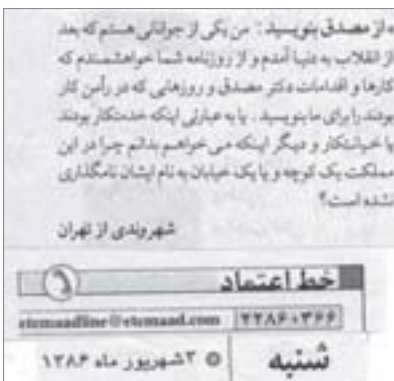 از مصدق بنویسید: من یکی از جوانانی هستم که بعد
از انقلاب به دنیا آمدم و از روزنامه شما خواهشمندم که
کارها و اقدامات دکتر مصدق و روزهایی که در رأس کار
بودند را برای ما بنویسید. یا به عبارتی اینکه خدمتکار بودند
یا خیانتکار و دیگر اینکه می خواهم بدانم چرا در این
مملکت یک کوچه و یا یک خیابان به نام ایشان نامگذاری
نشده است؟
شهروندی از تهران
خط اعتماد
etemaadline@etemaad.com ۲۲۸۶۰۳۶۶
شنبه ۳ شهریور ماه ۱۳۸۶